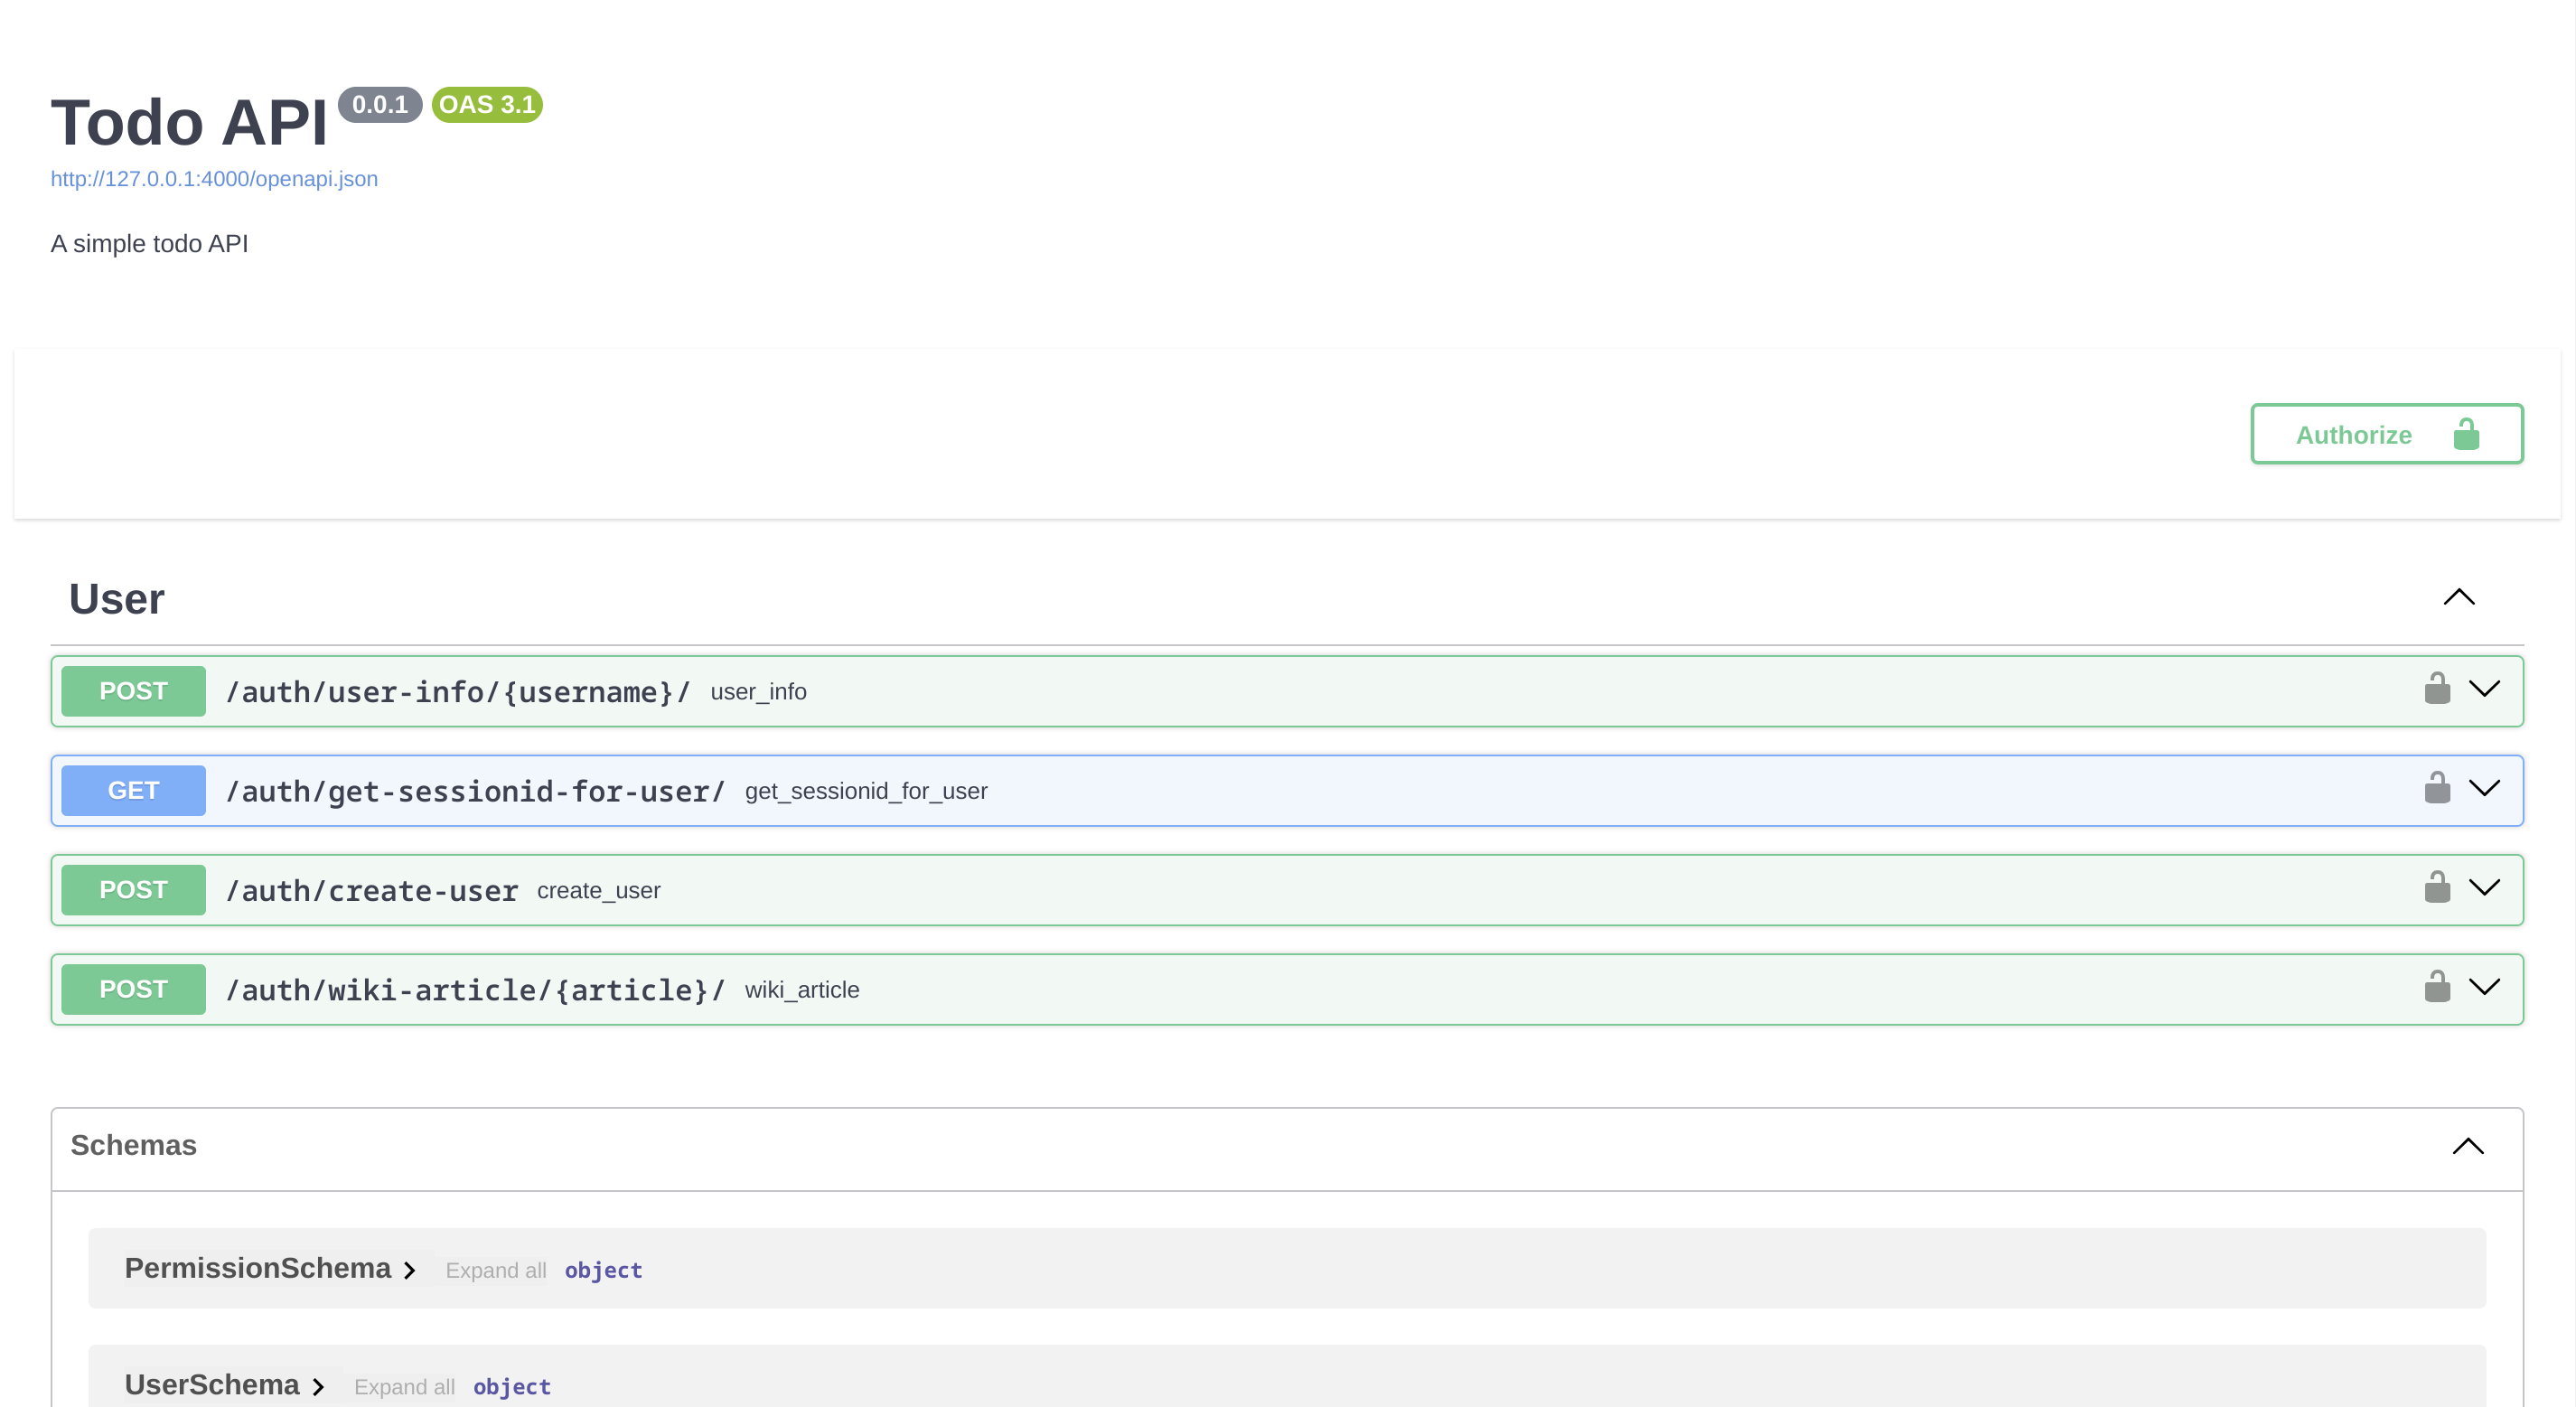 Todo API 0.0.1 OAS 3.1
http://127.0.0.1:4000/openapi.json
A simple todo API
Authorize
User
POST /auth/user-info/{username}/ user_info
GET /auth/get-sessionid-for-user/ get_sessionid_for_user
POST /auth/create-user create_user
POST /auth/wiki-article/{article}/ wiki_article
Schemas
PermissionSchema Expand all object
UserSchema Expand all object